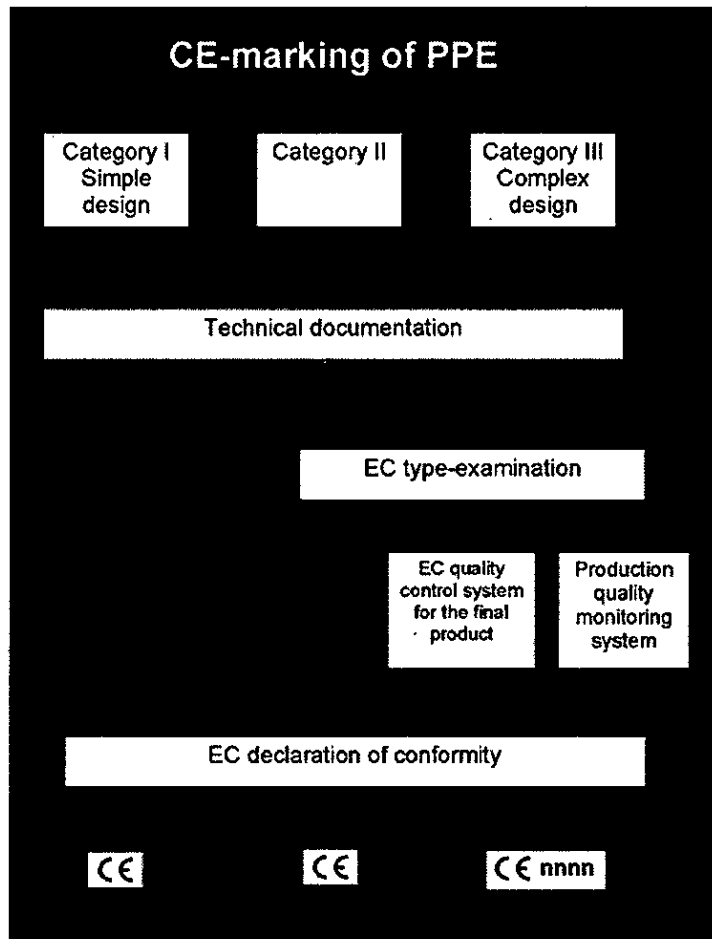 CE-marking of PPE
Category I
Simple
design
Category II
Category III
Complex
design
Technical documentation
EC type-examination
EC quality
control system
for the final
product
Production
quality
monitoring
system
EC declaration of conformity
CE
CE
CE nnnn